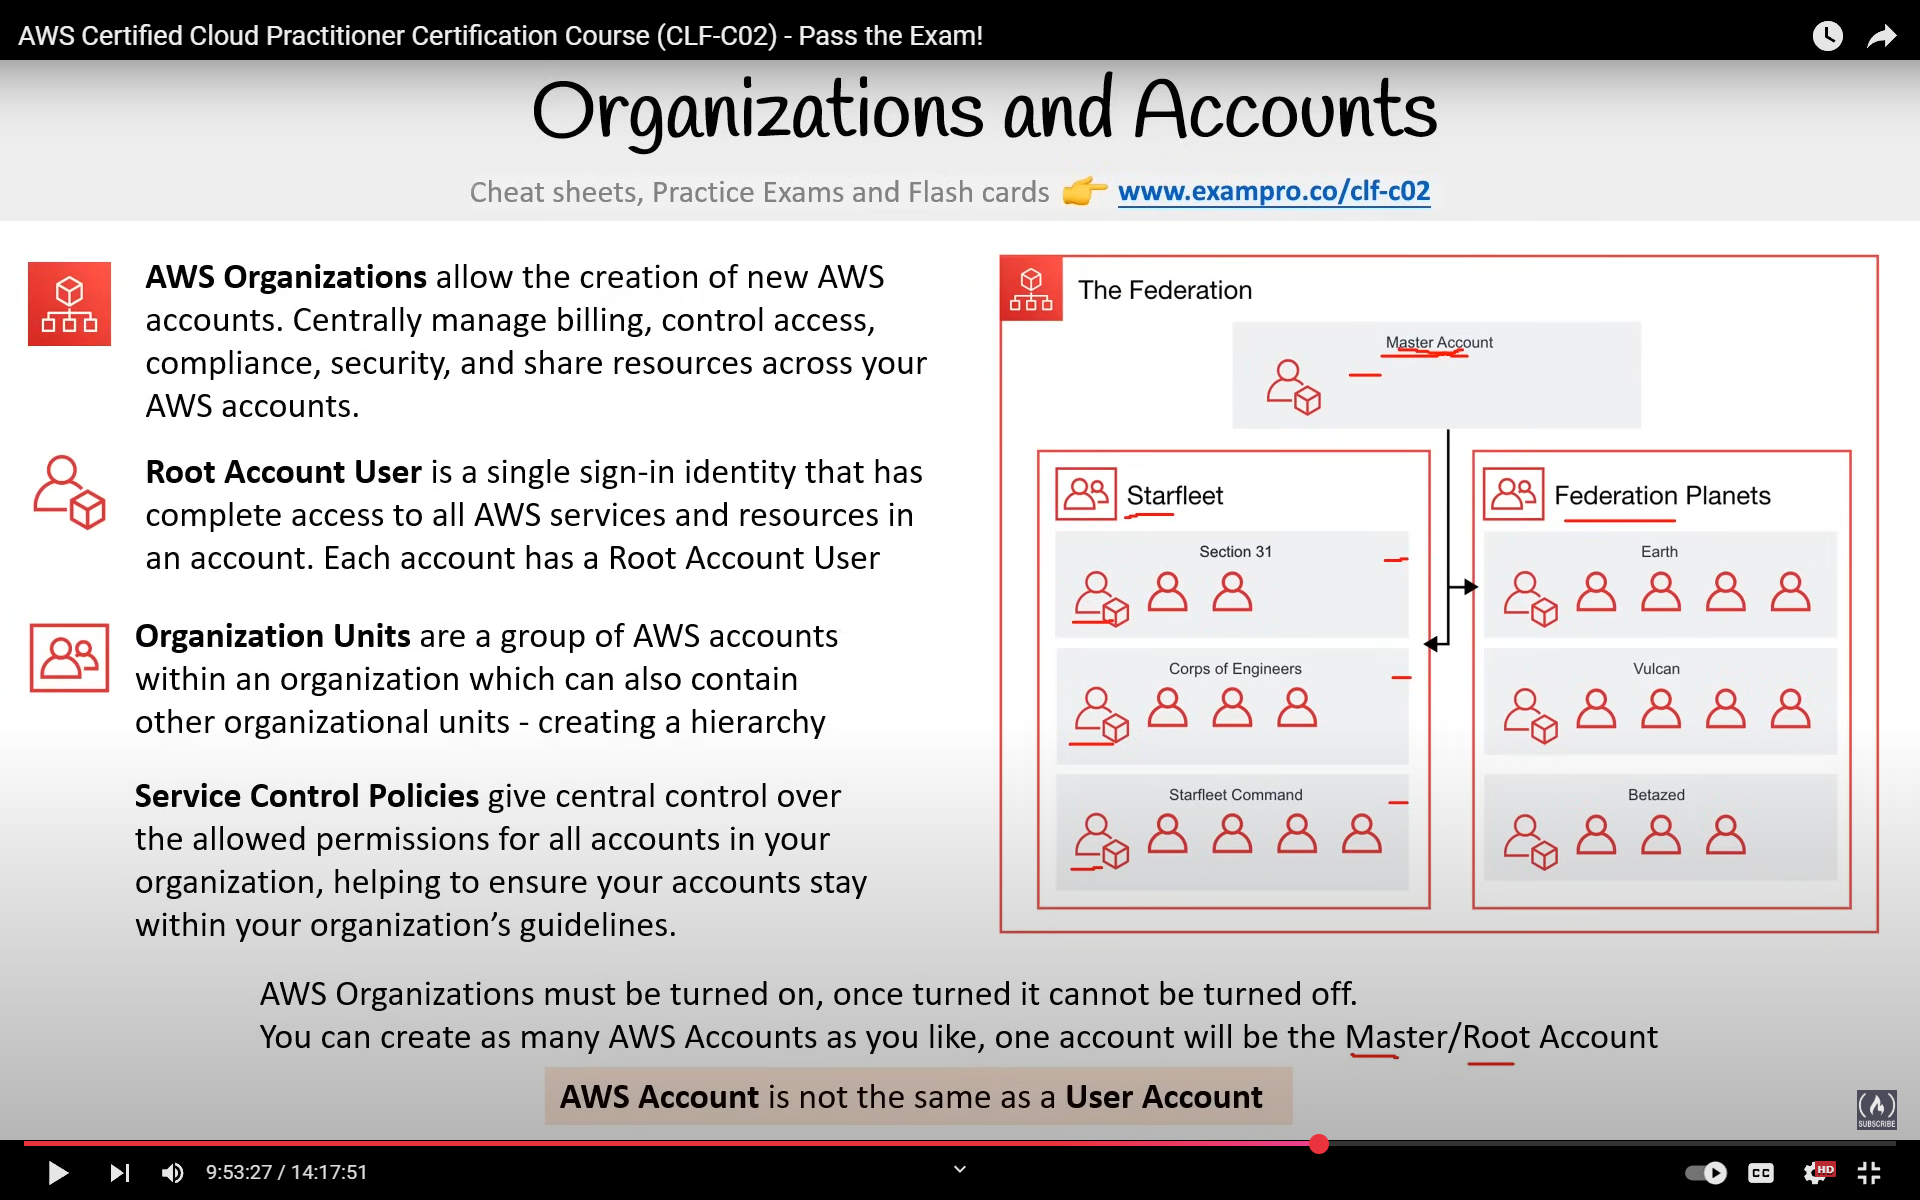 AWS Certified Cloud Practitioner Certification Course (CLF-C02) - Pass the Exam!
Organizations and Accounts
Cheat sheets, Practice Exams and Flash cards 👉 www.exampro.co/clf-c02
AWS Organizations allow the creation of new AWS
accounts. Centrally manage billing, control access,
compliance, security, and share resources across your
AWS accounts.
Root Account User is a single sign-in identity that has
complete access to all AWS services and resources in
an account. Each account has a Root Account User
Organization Units are a group of AWS accounts
within an organization which can also contain
other organizational units - creating a hierarchy
Service Control Policies give central control over
the allowed permissions for all accounts in your
organization, helping to ensure your accounts stay
within your organization’s guidelines.
The Federation
Master Account
Starfleet
Section 31
Corps of Engineers
Starfleet Command
Federation Planets
Earth
Vulcan
Betazed
AWS Organizations must be turned on, once turned it cannot be turned off.
You can create as many AWS Accounts as you like, one account will be the Master/Root Account
AWS Account is not the same as a User Account
SUBSCRIBE
9:53:27 / 14:17:51
CC
HD